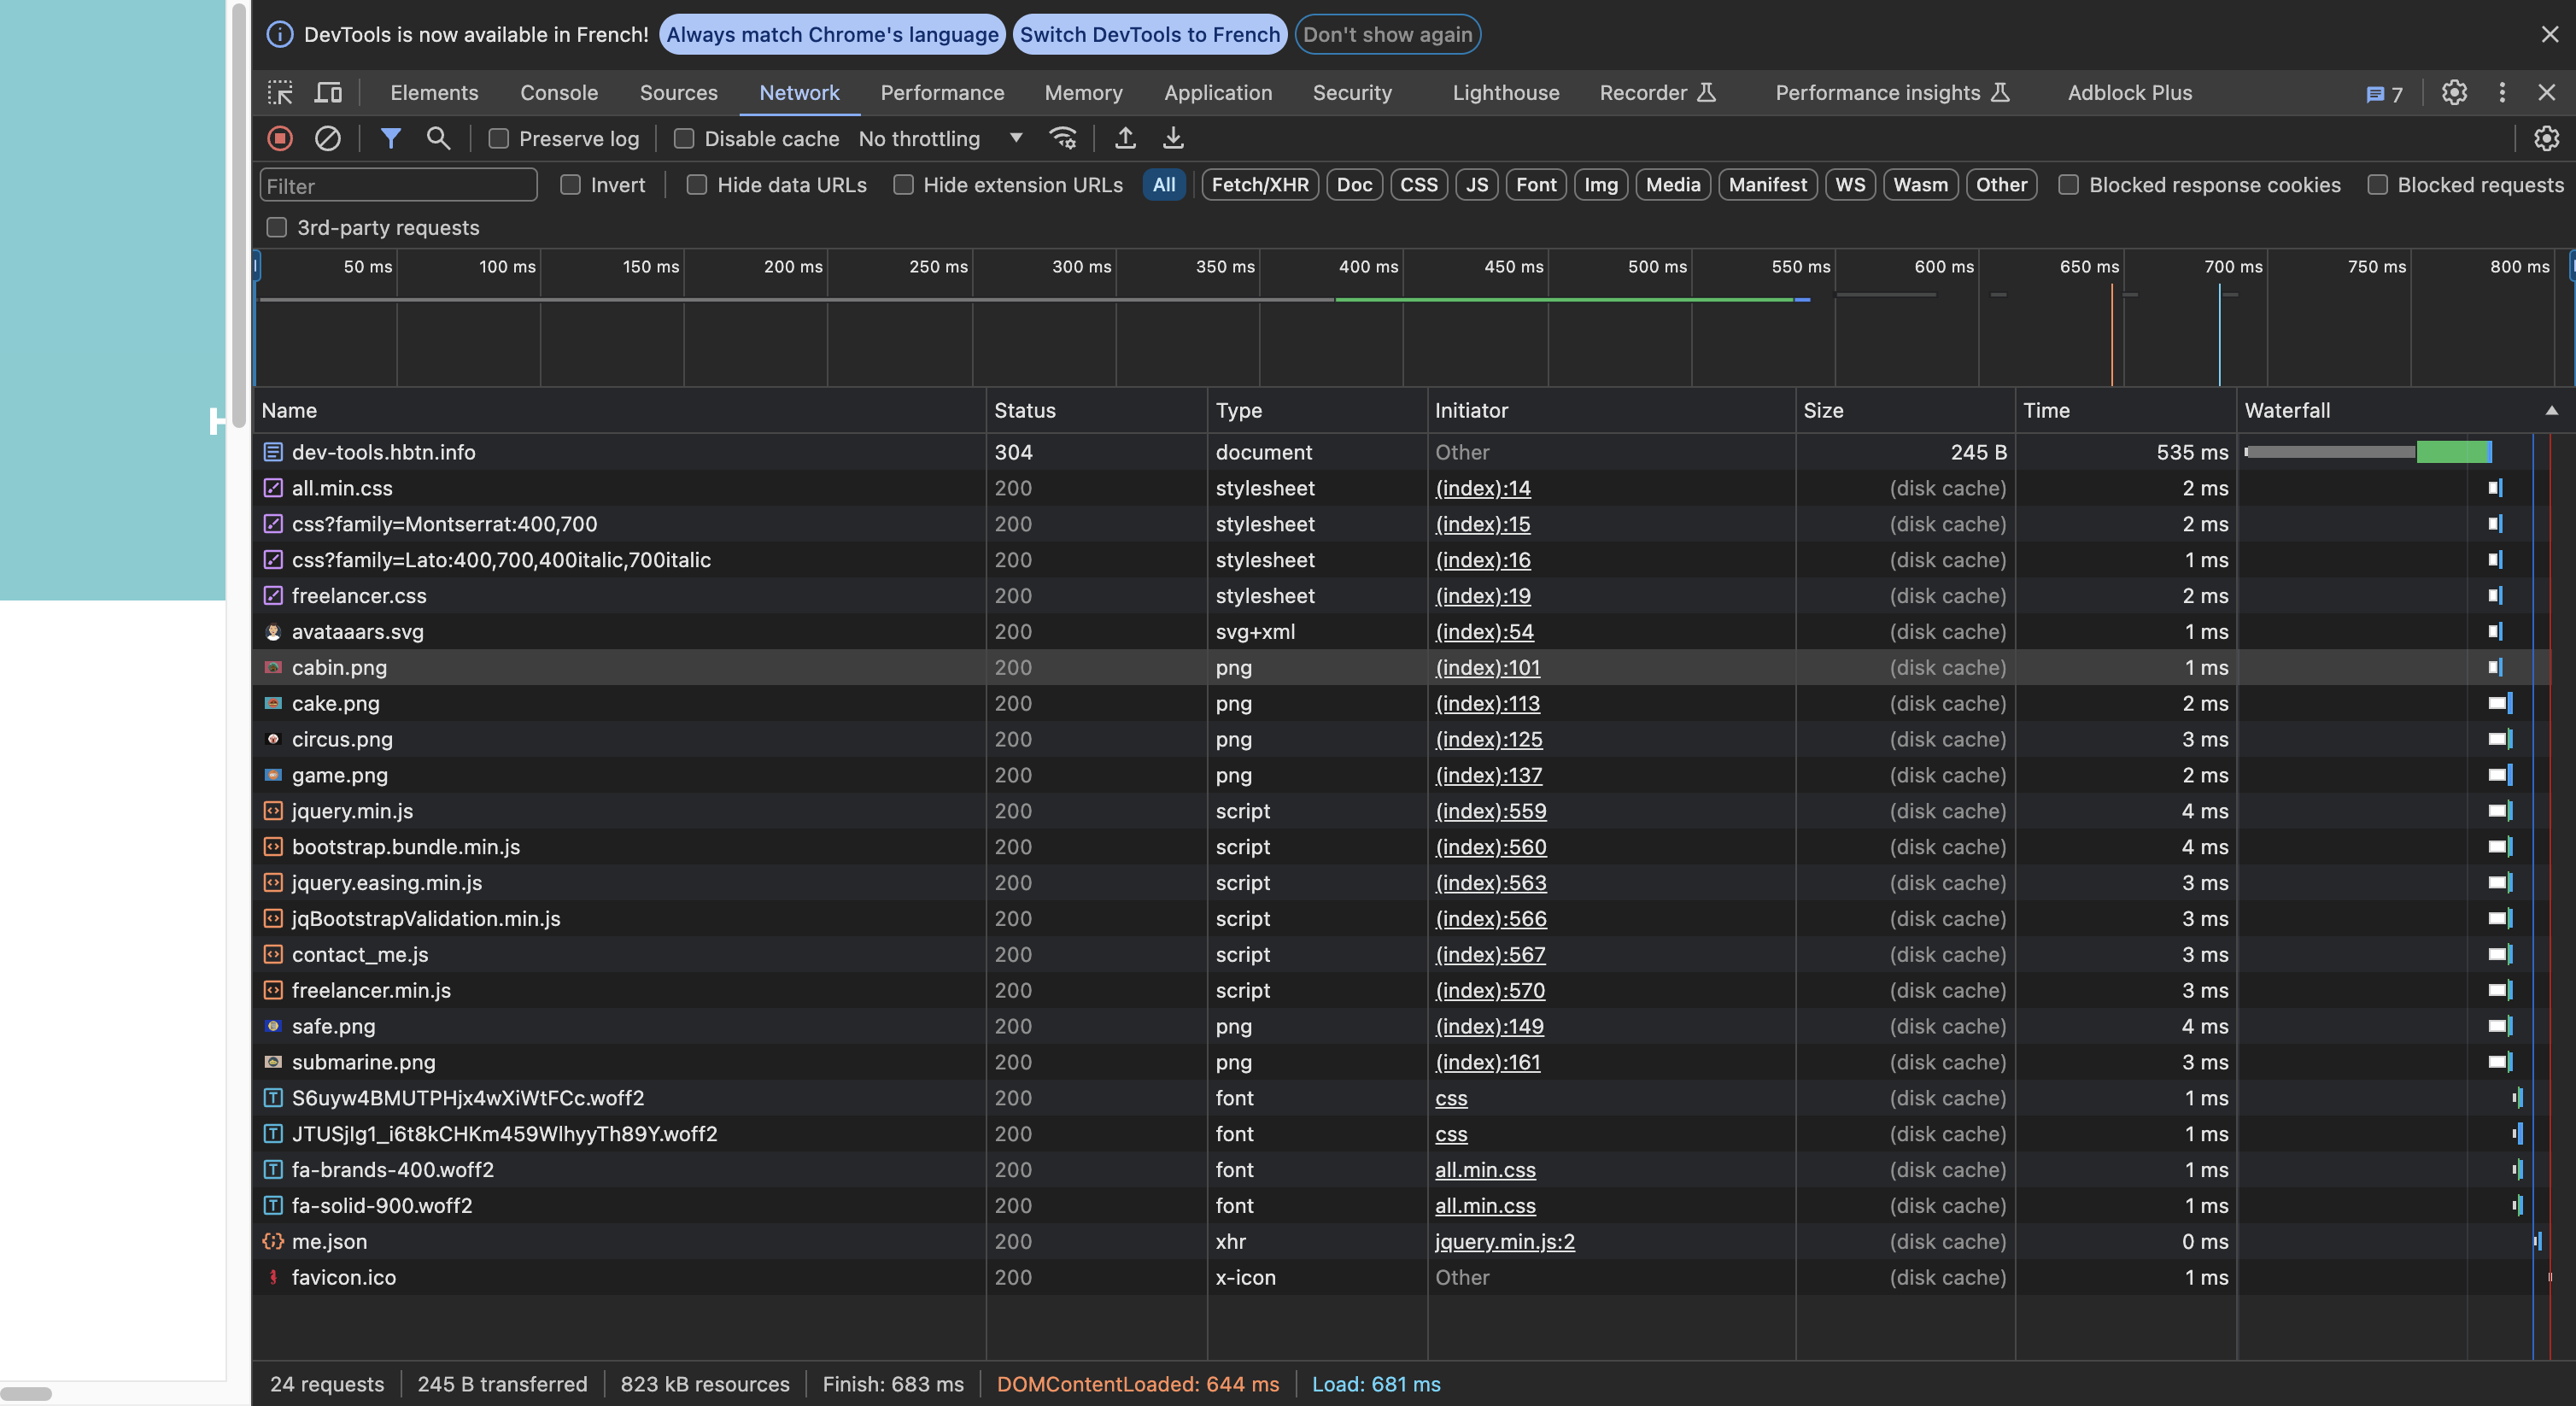 DevTools is now available in French! Always match Chrome's language Switch DevTools to French Don't show again
Elements Console Sources Network Performance Memory Application Security Lighthouse Recorder Performance insights Adblock Plus 7
Preserve log Disable cache No throttling
Filter Invert Hide data URLs Hide extension URLs All Fetch/XHR Doc CSS JS Font Img Media Manifest WS Wasm Other Blocked response cookies Blocked requests
3rd-party requests
50 ms 100 ms 150 ms 200 ms 250 ms 300 ms 350 ms 400 ms 450 ms 500 ms 550 ms 600 ms 650 ms 700 ms 750 ms 800 ms
Name Status Type Initiator Size Time Waterfall
dev-tools.hbtn.info 304 document Other 245 B 535 ms
all.min.css 200 stylesheet (index):14 (disk cache) 2 ms
css?family=Montserrat:400,700 200 stylesheet (index):15 (disk cache) 2 ms
css?family=Lato:400,700,400italic,700italic 200 stylesheet (index):16 (disk cache) 1 ms
freelancer.css 200 stylesheet (index):19 (disk cache) 2 ms
avataaars.svg 200 svg+xml (index):54 (disk cache) 1 ms
cabin.png 200 png (index):101 (disk cache) 1 ms
cake.png 200 png (index):113 (disk cache) 2 ms
circus.png 200 png (index):125 (disk cache) 3 ms
game.png 200 png (index):137 (disk cache) 2 ms
jquery.min.js 200 script (index):559 (disk cache) 4 ms
bootstrap.bundle.min.js 200 script (index):560 (disk cache) 4 ms
jquery.easing.min.js 200 script (index):563 (disk cache) 3 ms
jqBootstrapValidation.min.js 200 script (index):566 (disk cache) 3 ms
contact_me.js 200 script (index):567 (disk cache) 3 ms
freelancer.min.js 200 script (index):570 (disk cache) 3 ms
safe.png 200 png (index):149 (disk cache) 4 ms
submarine.png 200 png (index):161 (disk cache) 3 ms
S6uyw4BMUTPHjx4wXiWtFCc.woff2 200 font css (disk cache) 1 ms
JTUSjIg1_i6t8kCHKm459WlhyyTh89Y.woff2 200 font css (disk cache) 1 ms
fa-brands-400.woff2 200 font all.min.css (disk cache) 1 ms
fa-solid-900.woff2 200 font all.min.css (disk cache) 1 ms
me.json 200 xhr jquery.min.js:2 (disk cache) 0 ms
favicon.ico 200 x-icon Other (disk cache) 1 ms
24 requests 245 B transferred 823 kB resources Finish: 683 ms DOMContentLoaded: 644 ms Load: 681 ms